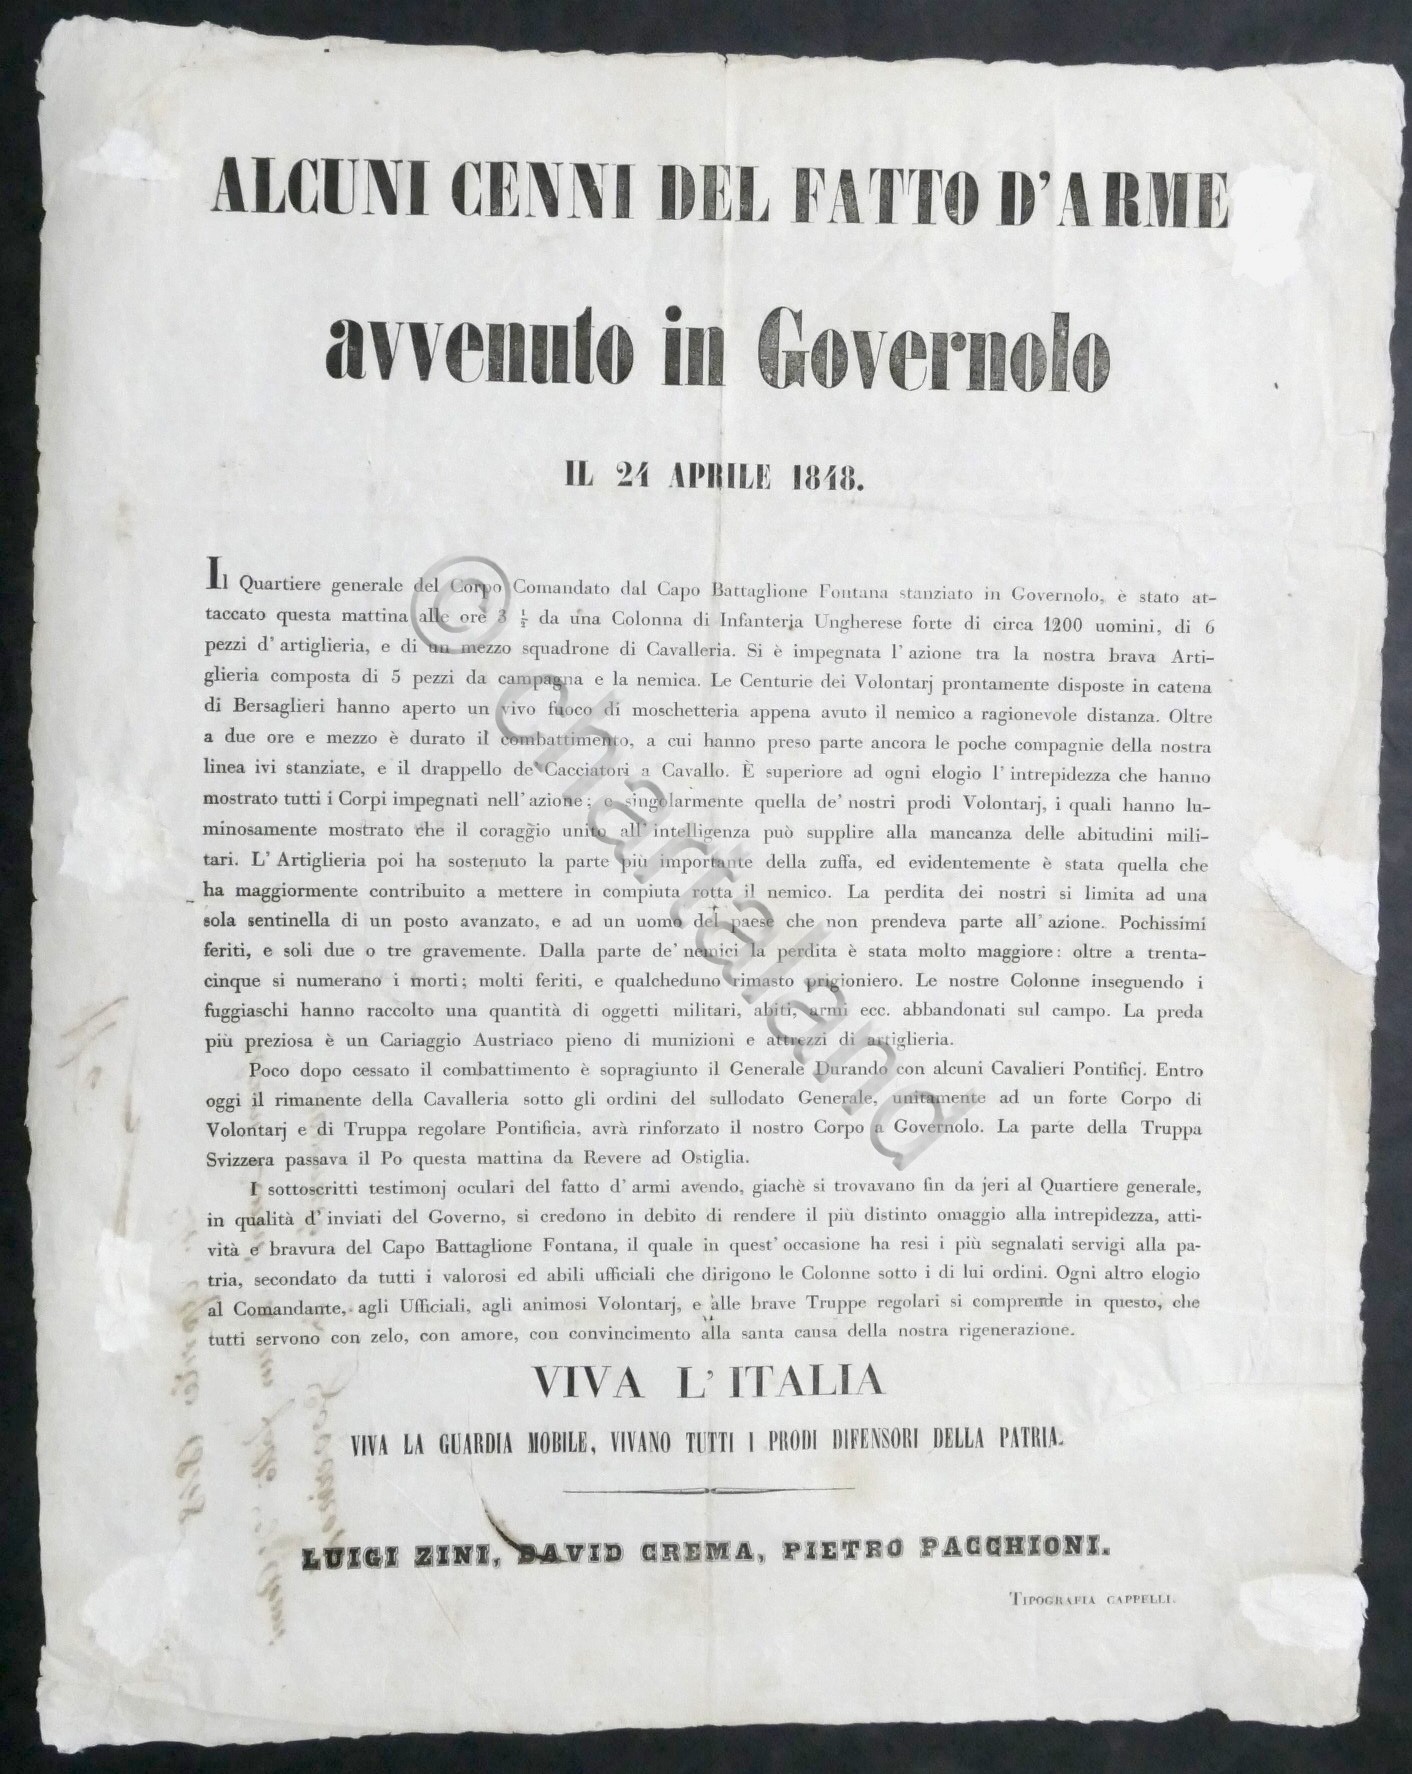 ALCUNI CENNI DEL FATTO D'ARME
avvenuto in Governolo
IL 24 APRILE 1848.
Il Quartiere generale del Corpo Comandato dal Capo Battaglione Fontana stanziato in Governolo, è stato at-
taccato questa mattina alle ore 3 ½ da una Colonna di Infanteria Ungherese forte di circa 1200 uomini, di 6
pezzi d'artiglieria, e di un mezzo squadrone di Cavalleria. Si è impegnata l'azione tra la nostra brava Arti-
glieria composta di 5 pezzi da campagna e la nemica. Le Centurie dei Volontarj prontamente disposte in catena
di Bersaglieri hanno aperto un vivo fuoco di moschetteria appena avuto il nemico a ragionevole distanza. Oltre
a due ore e mezzo è durato il combattimento, a cui hanno preso parte ancora le poche compagnie della nostra
linea ivi stanziate, e il drappello de' Cacciatori a Cavallo. È superiore ad ogni elogio l'intrepidezza che hanno
mostrato tutti i Corpi impegnati nell'azione; e singolarmente quella de' nostri prodi Volontarj, i quali hanno lu-
minosamente mostrato che il coraggio unito all'intelligenza può supplire alla mancanza delle abitudini mili-
tari. L'Artiglieria poi ha sostenuto la parte più importante della zuffa, ed evidentemente è stata quella che
ha maggiormente contribuito a mettere in compiuta rotta il nemico. La perdita dei nostri si limita ad una
sola sentinella di un posto avanzato, e ad un uomo del paese che non prendeva parte all'azione. Pochissimi
feriti, e soli due o tre gravemente. Dalla parte de' nemici la perdita è stata molto maggiore: oltre a trenta-
cinque si numerano i morti; molti feriti, e qualcheduno rimasto prigioniero. Le nostre Colonne inseguendo i
fuggiaschi hanno raccolto una quantità di oggetti militari, abiti, armi ecc. abbandonati sul campo. La preda
più preziosa è un Cariaggio Austriaco pieno di munizioni e attrezzi di artiglieria.
Poco dopo cessato il combattimento è sopragiunto il Generale Durando con alcuni Cavalieri Pontificj. Entro
oggi il rimanente della Cavalleria sotto gli ordini del sullodato Generale, unitamente ad un forte Corpo di
Volontarj e di Truppa regolare Pontificia, avrà rinforzato il nostro Corpo a Governolo. La parte della Truppa
Svizzera passava il Po questa mattina da Revere ad Ostiglia.
I sottoscritti testimonj oculari del fatto d'armi avendo, giachè si trovavano fin da jeri al Quartiere generale,
in qualità d'inviati del Governo, si credono in debito di rendere il più distinto omaggio alla intrepidezza, atti-
vità e bravura del Capo Battaglione Fontana, il quale in quest'occasione ha resi i più segnalati servigi alla pa-
tria, secondato da tutti i valorosi ed abili ufficiali che dirigono le Colonne sotto i di lui ordini. Ogni altro elogio
al Comandante, agli Ufficiali, agli animosi Volontarj, e alle brave Truppe regolari si comprende in questo, che
tutti servono con zelo, con amore, con convincimento alla santa causa della nostra rigenerazione.
VIVA L'ITALIA
VIVA LA GUARDIA MOBILE, VIVANO TUTTI I PRODI DIFENSORI DELLA PATRIA.
LUIGI ZINI, DAVID CREMA, PIETRO PACCHIONI.
TIPOGRAFIA CAPPELLI.
© chartaland